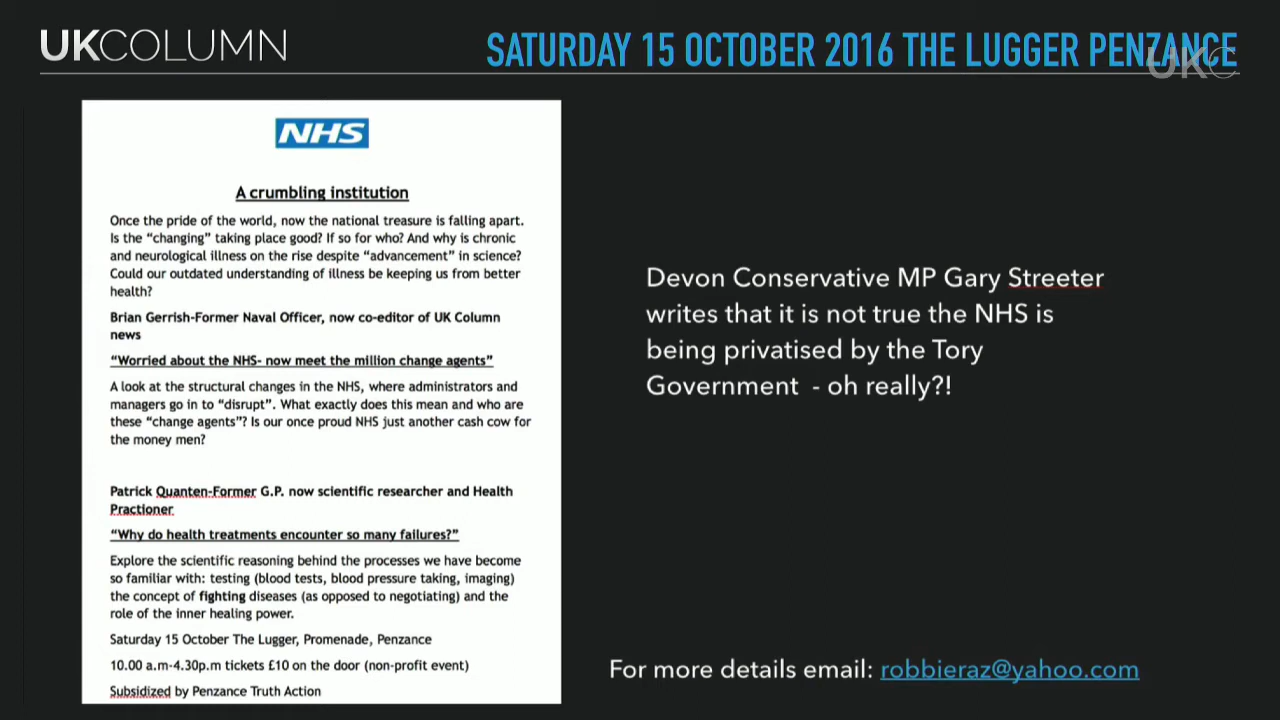 UKCOLUMN
SATURDAY 15 OCTOBER 2016 THE LUGGER PENZANCE
UKC
NHS
A crumbling institution
Once the pride of the world, now the national treasure is falling apart.
Is the “changing” taking place good? If so for who? And why is chronic
and neurological illness on the rise despite “advancement” in science?
Could our outdated understanding of illness be keeping us from better
health?
Brian Gerrish-Former Naval Officer, now co-editor of UK Column
news
“Worried about the NHS- now meet the million change agents”
A look at the structural changes in the NHS, where administrators and
managers go in to “disrupt”. What exactly does this mean and who are
these “change agents”? Is our once proud NHS just another cash cow for
the money men?
Patrick Quanten-Former G.P. now scientific researcher and Health
Practioner
“Why do health treatments encounter so many failures?”
Explore the scientific reasoning behind the processes we have become
so familiar with: testing (blood tests, blood pressure taking, imaging)
the concept of fighting diseases (as opposed to negotiating) and the
role of the inner healing power.
Saturday 15 October The Lugger, Promenade, Penzance
10.00 a.m-4.30p.m tickets £10 on the door (non-profit event)
Subsidized by Penzance Truth Action
Devon Conservative MP Gary Streeter
writes that it is not true the NHS is
being privatised by the Tory
Government - oh really?!
For more details email: robbieraz@yahoo.com